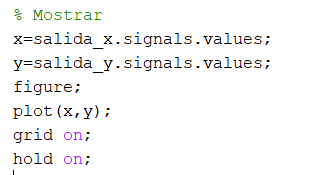 % Mostrar
x=salida_x.signals.values;
y=salida_y.signals.values;
figure;
plot(x,y);
grid on;
hold on;